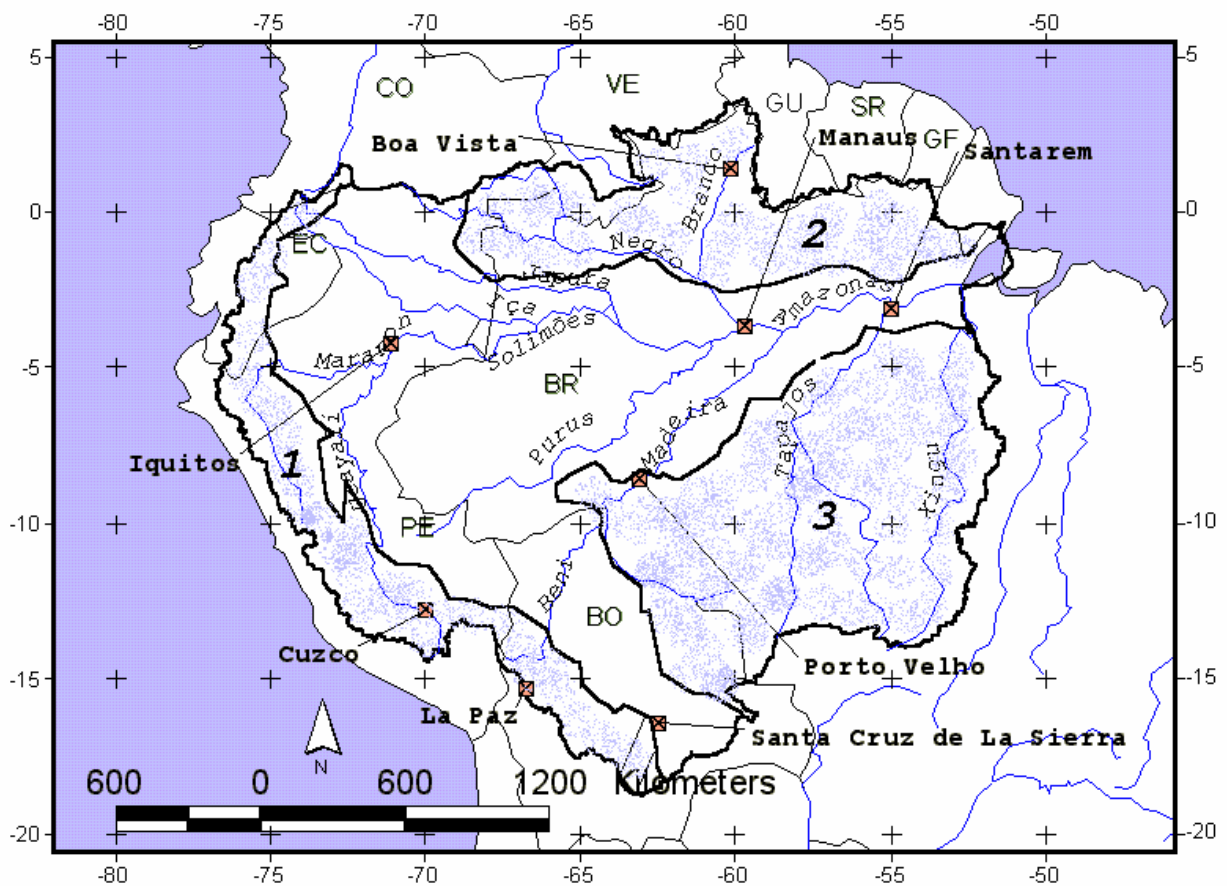 -80 -75 -70 -65 -60 -55 -50
5 5
CO VE GU SR
Boa Vista Manaus
GF Santarem
Branco
0 2 0
EC Negro
Japura
Iça Amazonas
Solimões
Marañon
-5 BR -5
Tapajos
Purus Madeira
Iquitos 1 Ucayali
Xingu
-10 PE 3 -10
Beni
BO
Cuzco
Porto Velho
-15 -15
La Paz
Santa Cruz de La Sierra
N
600 0 600 1200 Kilometers
-20 -20
-80 -75 -70 -65 -60 -55 -50